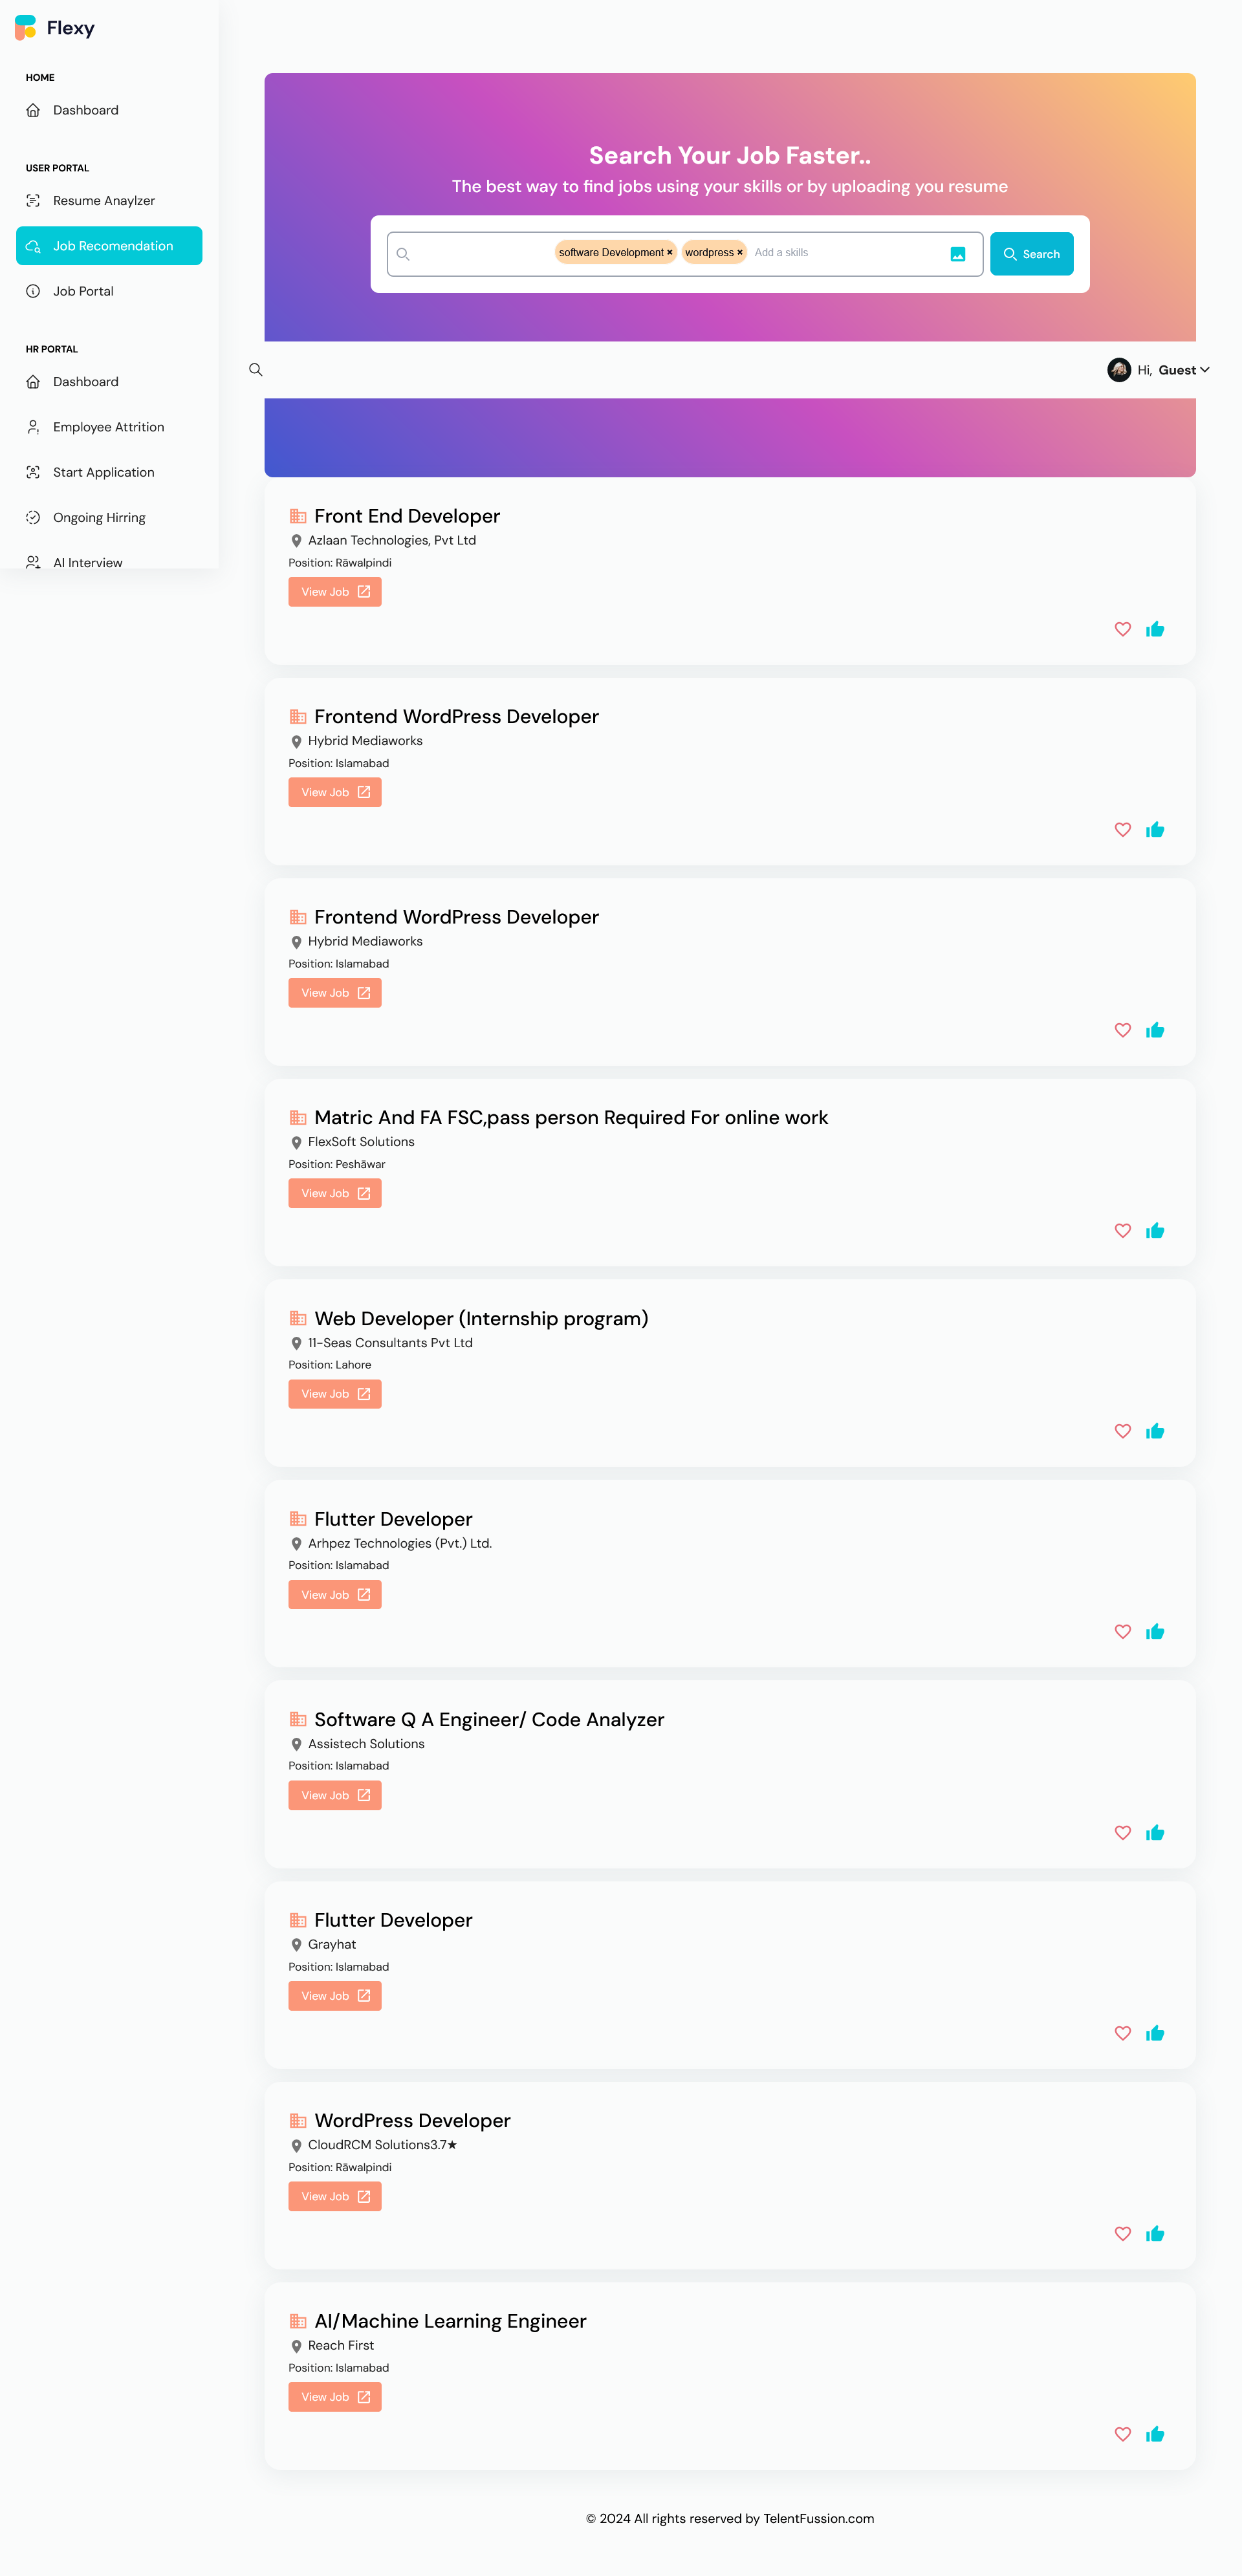 Flexy
HOME
Dashboard
USER PORTAL
Resume Anaylzer
Job Recomendation
Job Portal
HR PORTAL
Dashboard
Employee Attrition
Start Application
Ongoing Hirring
AI Interview
Search Your Job Faster..
The best way to find jobs using your skills or by uploading you resume
software Development × wordpress × Add a skills
Search
Hi, Guest
Front End Developer
Azlaan Technologies, Pvt Ltd
Position: Rāwalpindi
View Job
Frontend WordPress Developer
Hybrid Mediaworks
Position: Islamabad
View Job
Frontend WordPress Developer
Hybrid Mediaworks
Position: Islamabad
View Job
Matric And FA FSC,pass person Required For online work
FlexSoft Solutions
Position: Peshāwar
View Job
Web Developer (Internship program)
11-Seas Consultants Pvt Ltd
Position: Lahore
View Job
Flutter Developer
Arhpez Technologies (Pvt.) Ltd.
Position: Islamabad
View Job
Software Q A Engineer/ Code Analyzer
Assistech Solutions
Position: Islamabad
View Job
Flutter Developer
Grayhat
Position: Islamabad
View Job
WordPress Developer
CloudRCM Solutions3.7★
Position: Rāwalpindi
View Job
AI/Machine Learning Engineer
Reach First
Position: Islamabad
View Job
© 2024 All rights reserved by TelentFussion.com